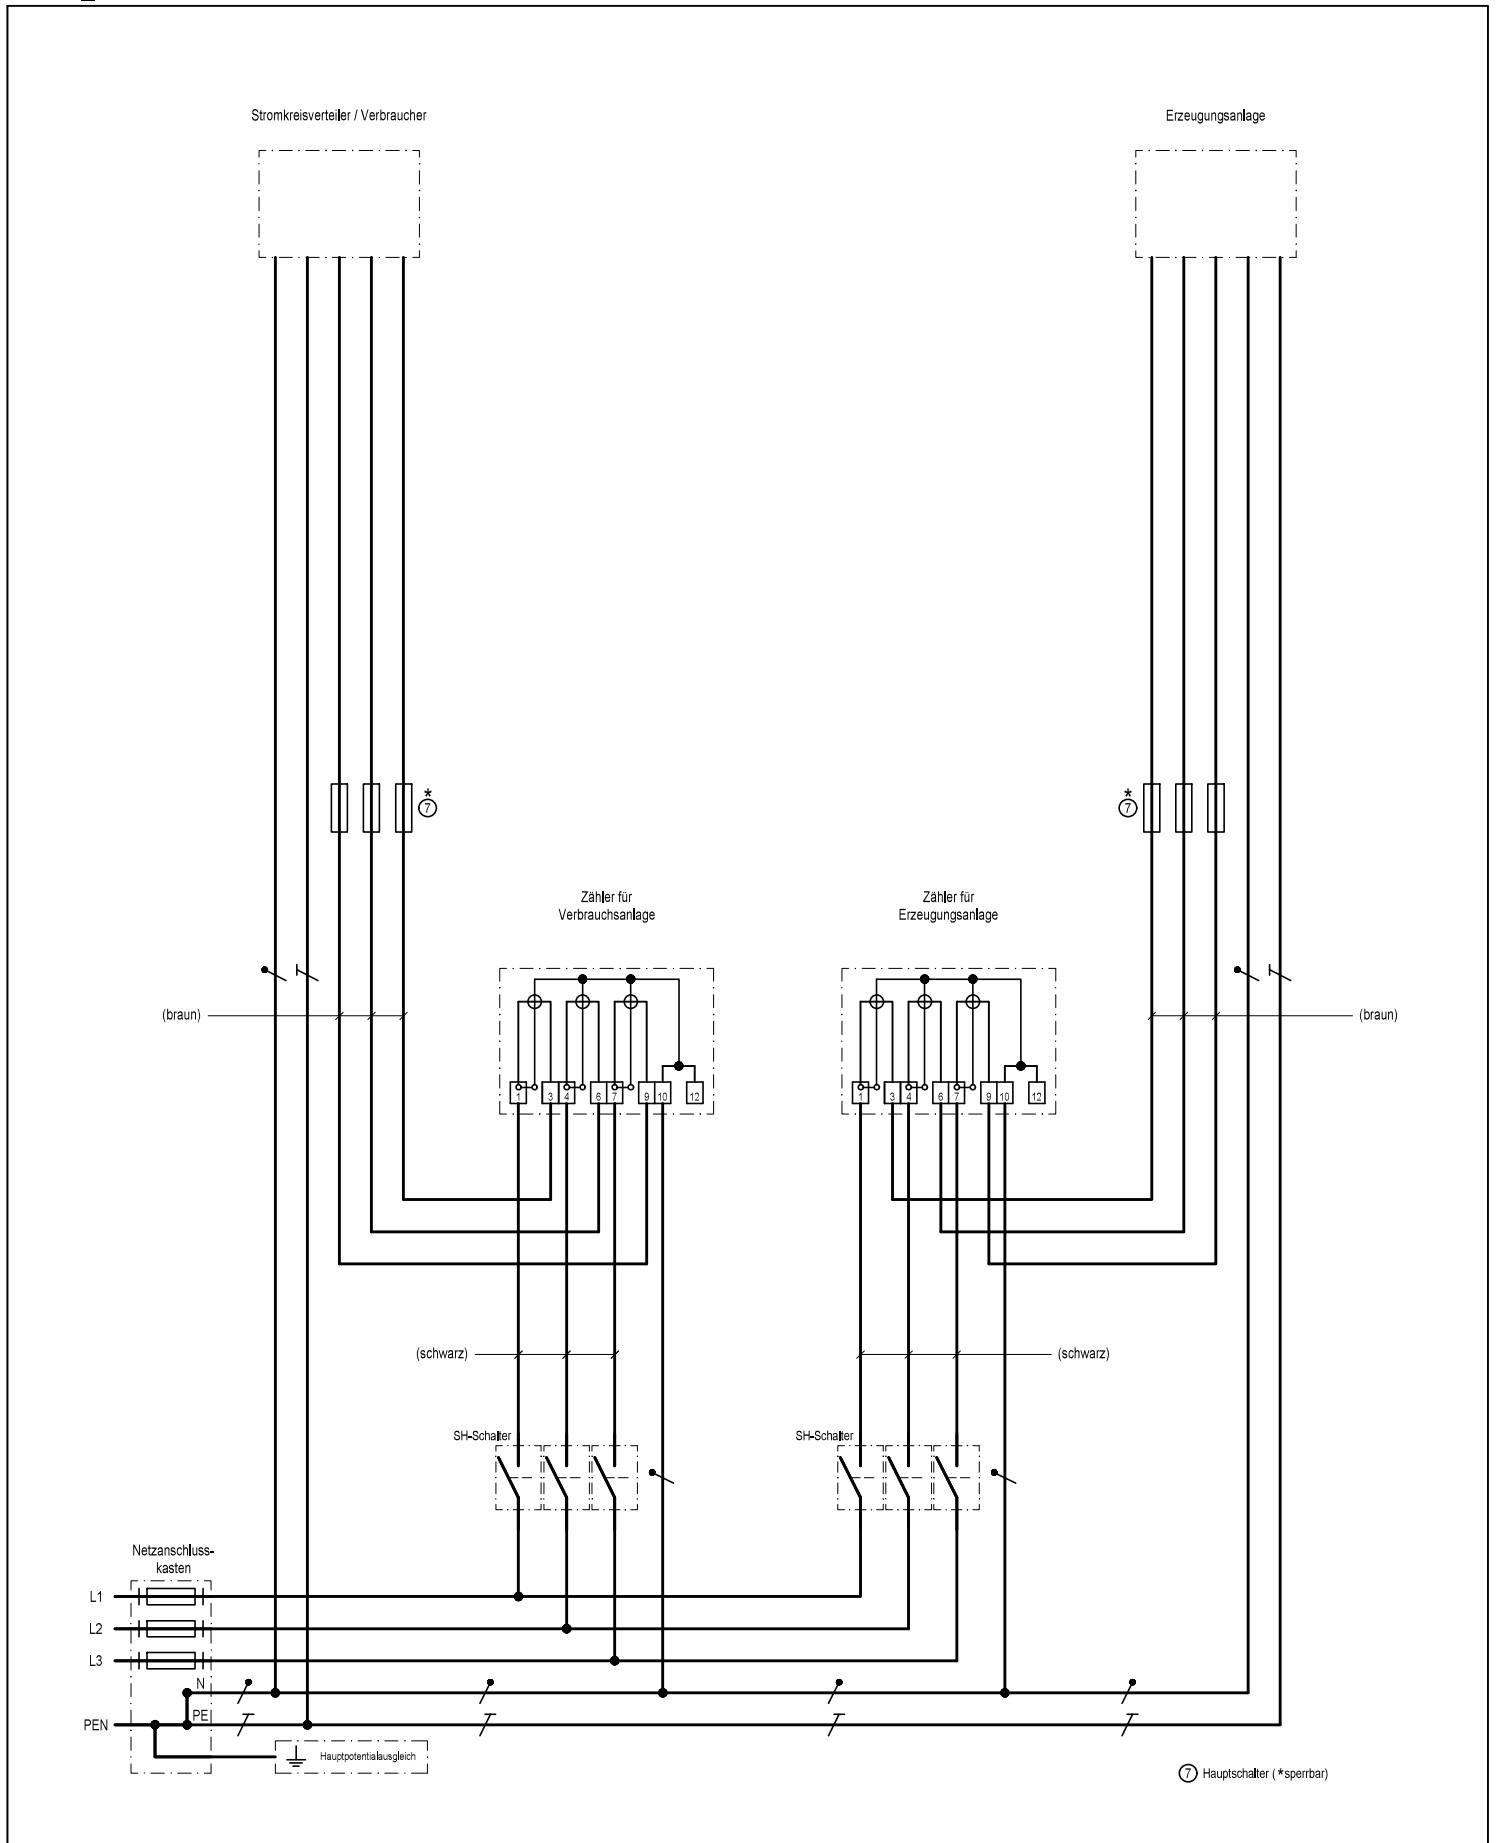 Stromkreisverteiler / Verbraucher
Erzeugungsanlage
*
7
*
7
Zähler für
Verbrauchsanlage
Zähler für
Erzeugungsanlage
(braun)
(braun)
1 3 4 6 7 9 10 12
1 3 4 6 7 9 10 12
(schwarz)
(schwarz)
SH-Schalter
SH-Schalter
Netzanschluss-
kasten
L1
L2
L3
N
PE
PEN
Hauptpotentialausgleich
7 Hauptschalter ( *sperrbar)